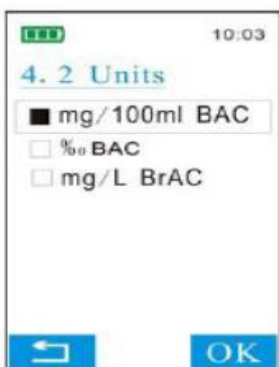 10:03
4. 2 Units
mg/100ml BAC
‰ BAC
mg/L BrAC
OK